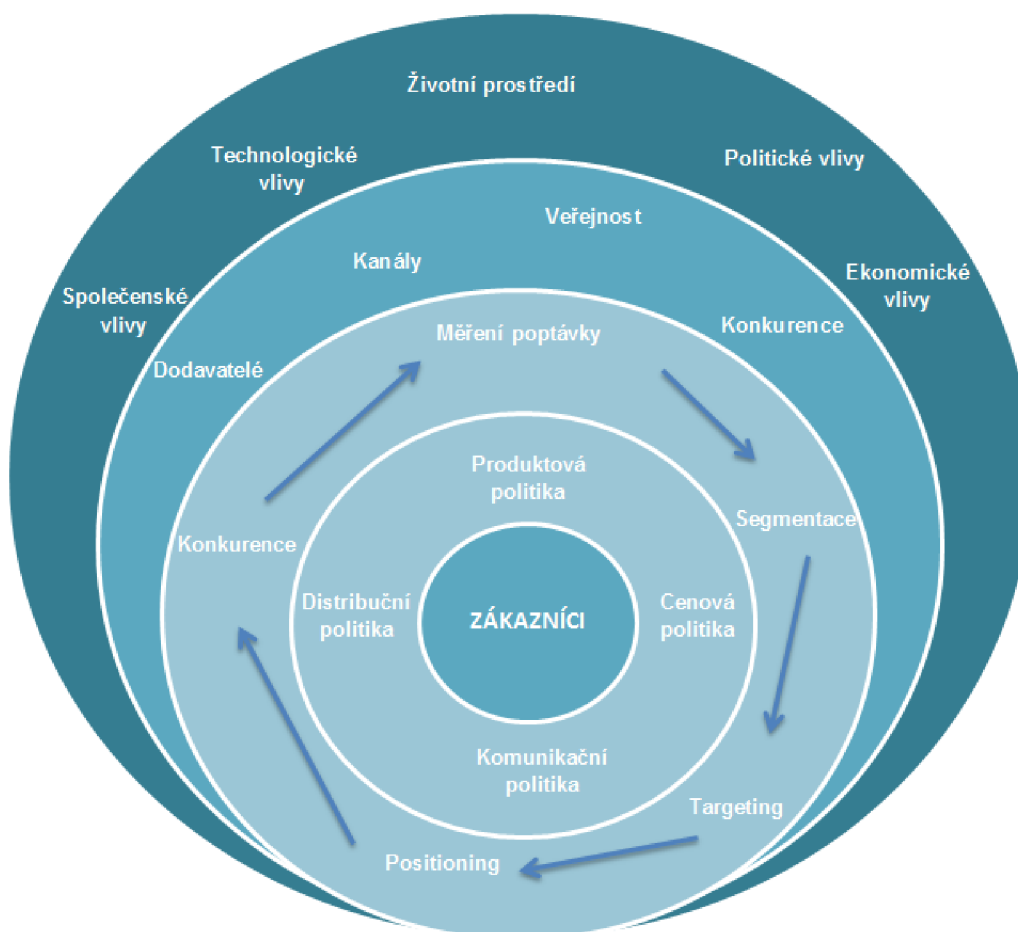 Životní prostředí
Technologické
vlivy
Politické vlivy
Veřejnost
Kanály
Ekonomické
vlivy
Společenské
vlivy
Konkurence
Měření poptávky
Dodavatelé
Produktová
politika
Segmentace
Konkurence
Distribuční
politika
ZÁKAZNÍCI
Cenová
politika
Komunikační
politika
Targeting
Positioning